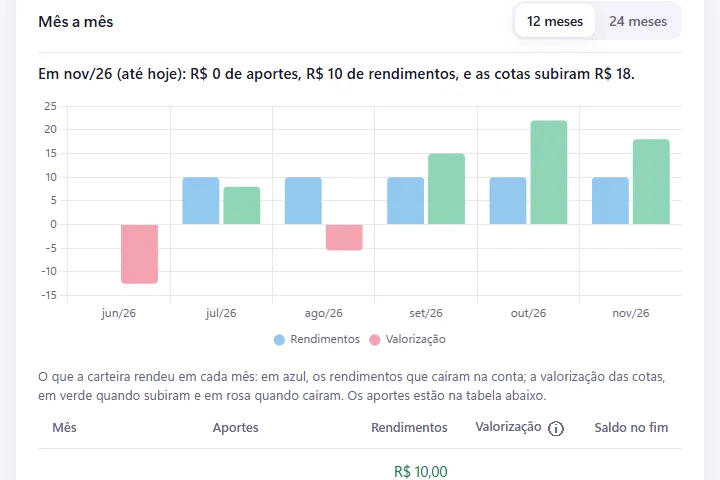 Mês a mês
12 meses
24 meses
Em nov/26 (até hoje): R$ 0 de aportes, R$ 10 de rendimentos, e as cotas subiram R$ 18.
25
20
15
10
5
0
-5
-10
-15
jun/26
jul/26
ago/26
set/26
out/26
nov/26
Rendimentos
Valorização
O que a carteira rendeu em cada mês: em azul, os rendimentos que caíram na conta; a valorização das cotas,
em verde quando subiram e em rosa quando caíram. Os aportes estão na tabela abaixo.
Mês
Aportes
Rendimentos
Valorização
Saldo no fim
R$ 10,00